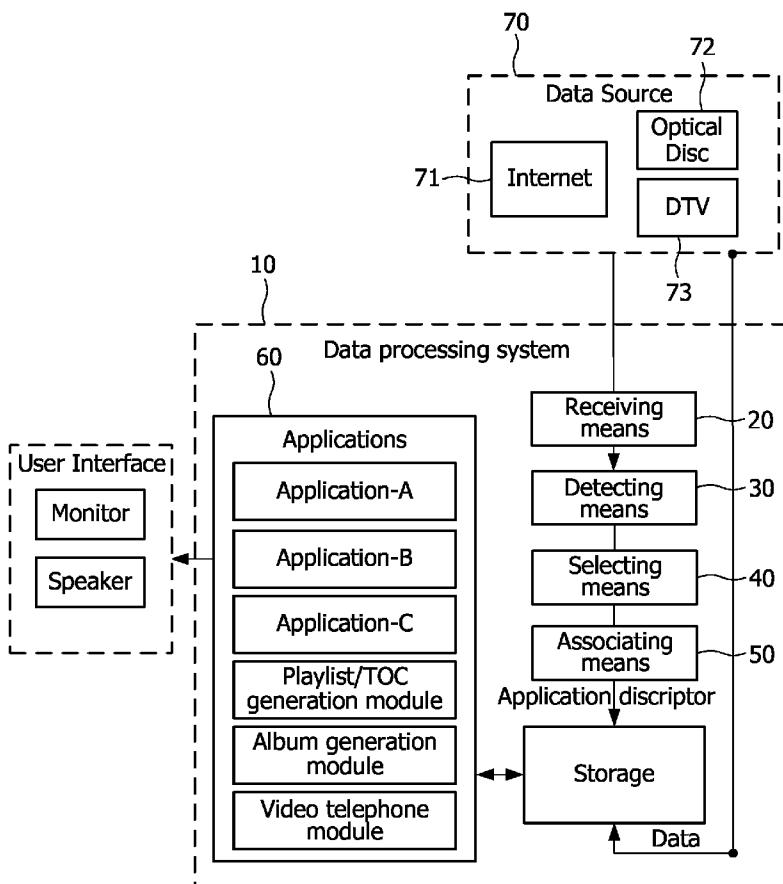 70
72
Data Source
Optical
Disc
71
Internet
DTV
73
10
Data processing system
60
Applications
Receiving
means
20
User Interface
Application-A
Detecting
means
30
Monitor
Application-B
Selecting
means
40
Speaker
Application-C
Associating
means
50
Playlist/TOC
generation module
Application discriptor
Album generation
module
Storage
Video telephone
module
Data